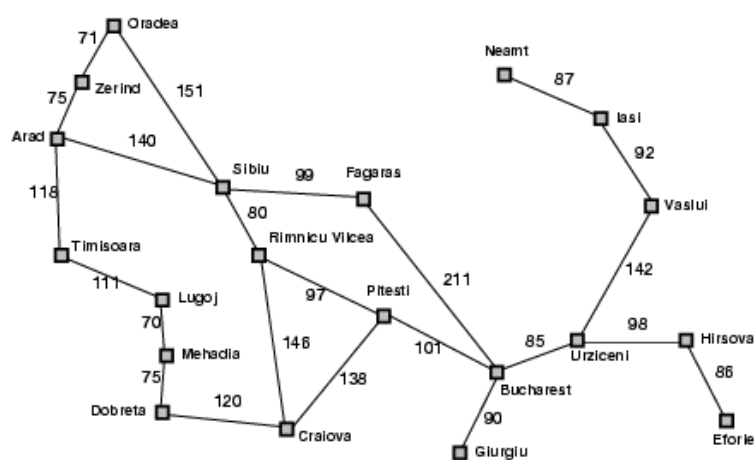 Oradea
71
Neamt
Zerind
87
75
151
Iasi
Arad
140
92
Sibiu
99
Fagaras
118
80
Vaslui
Timisoara
Rimnicu Vilcea
142
111
211
Lugoj
97
Pitesti
70
98
Hirsova
146
85
Mehadia
101
Urziceni
75
138
86
Bucharest
120
Dobreta
90
Craiova
Eforie
Giurgiu